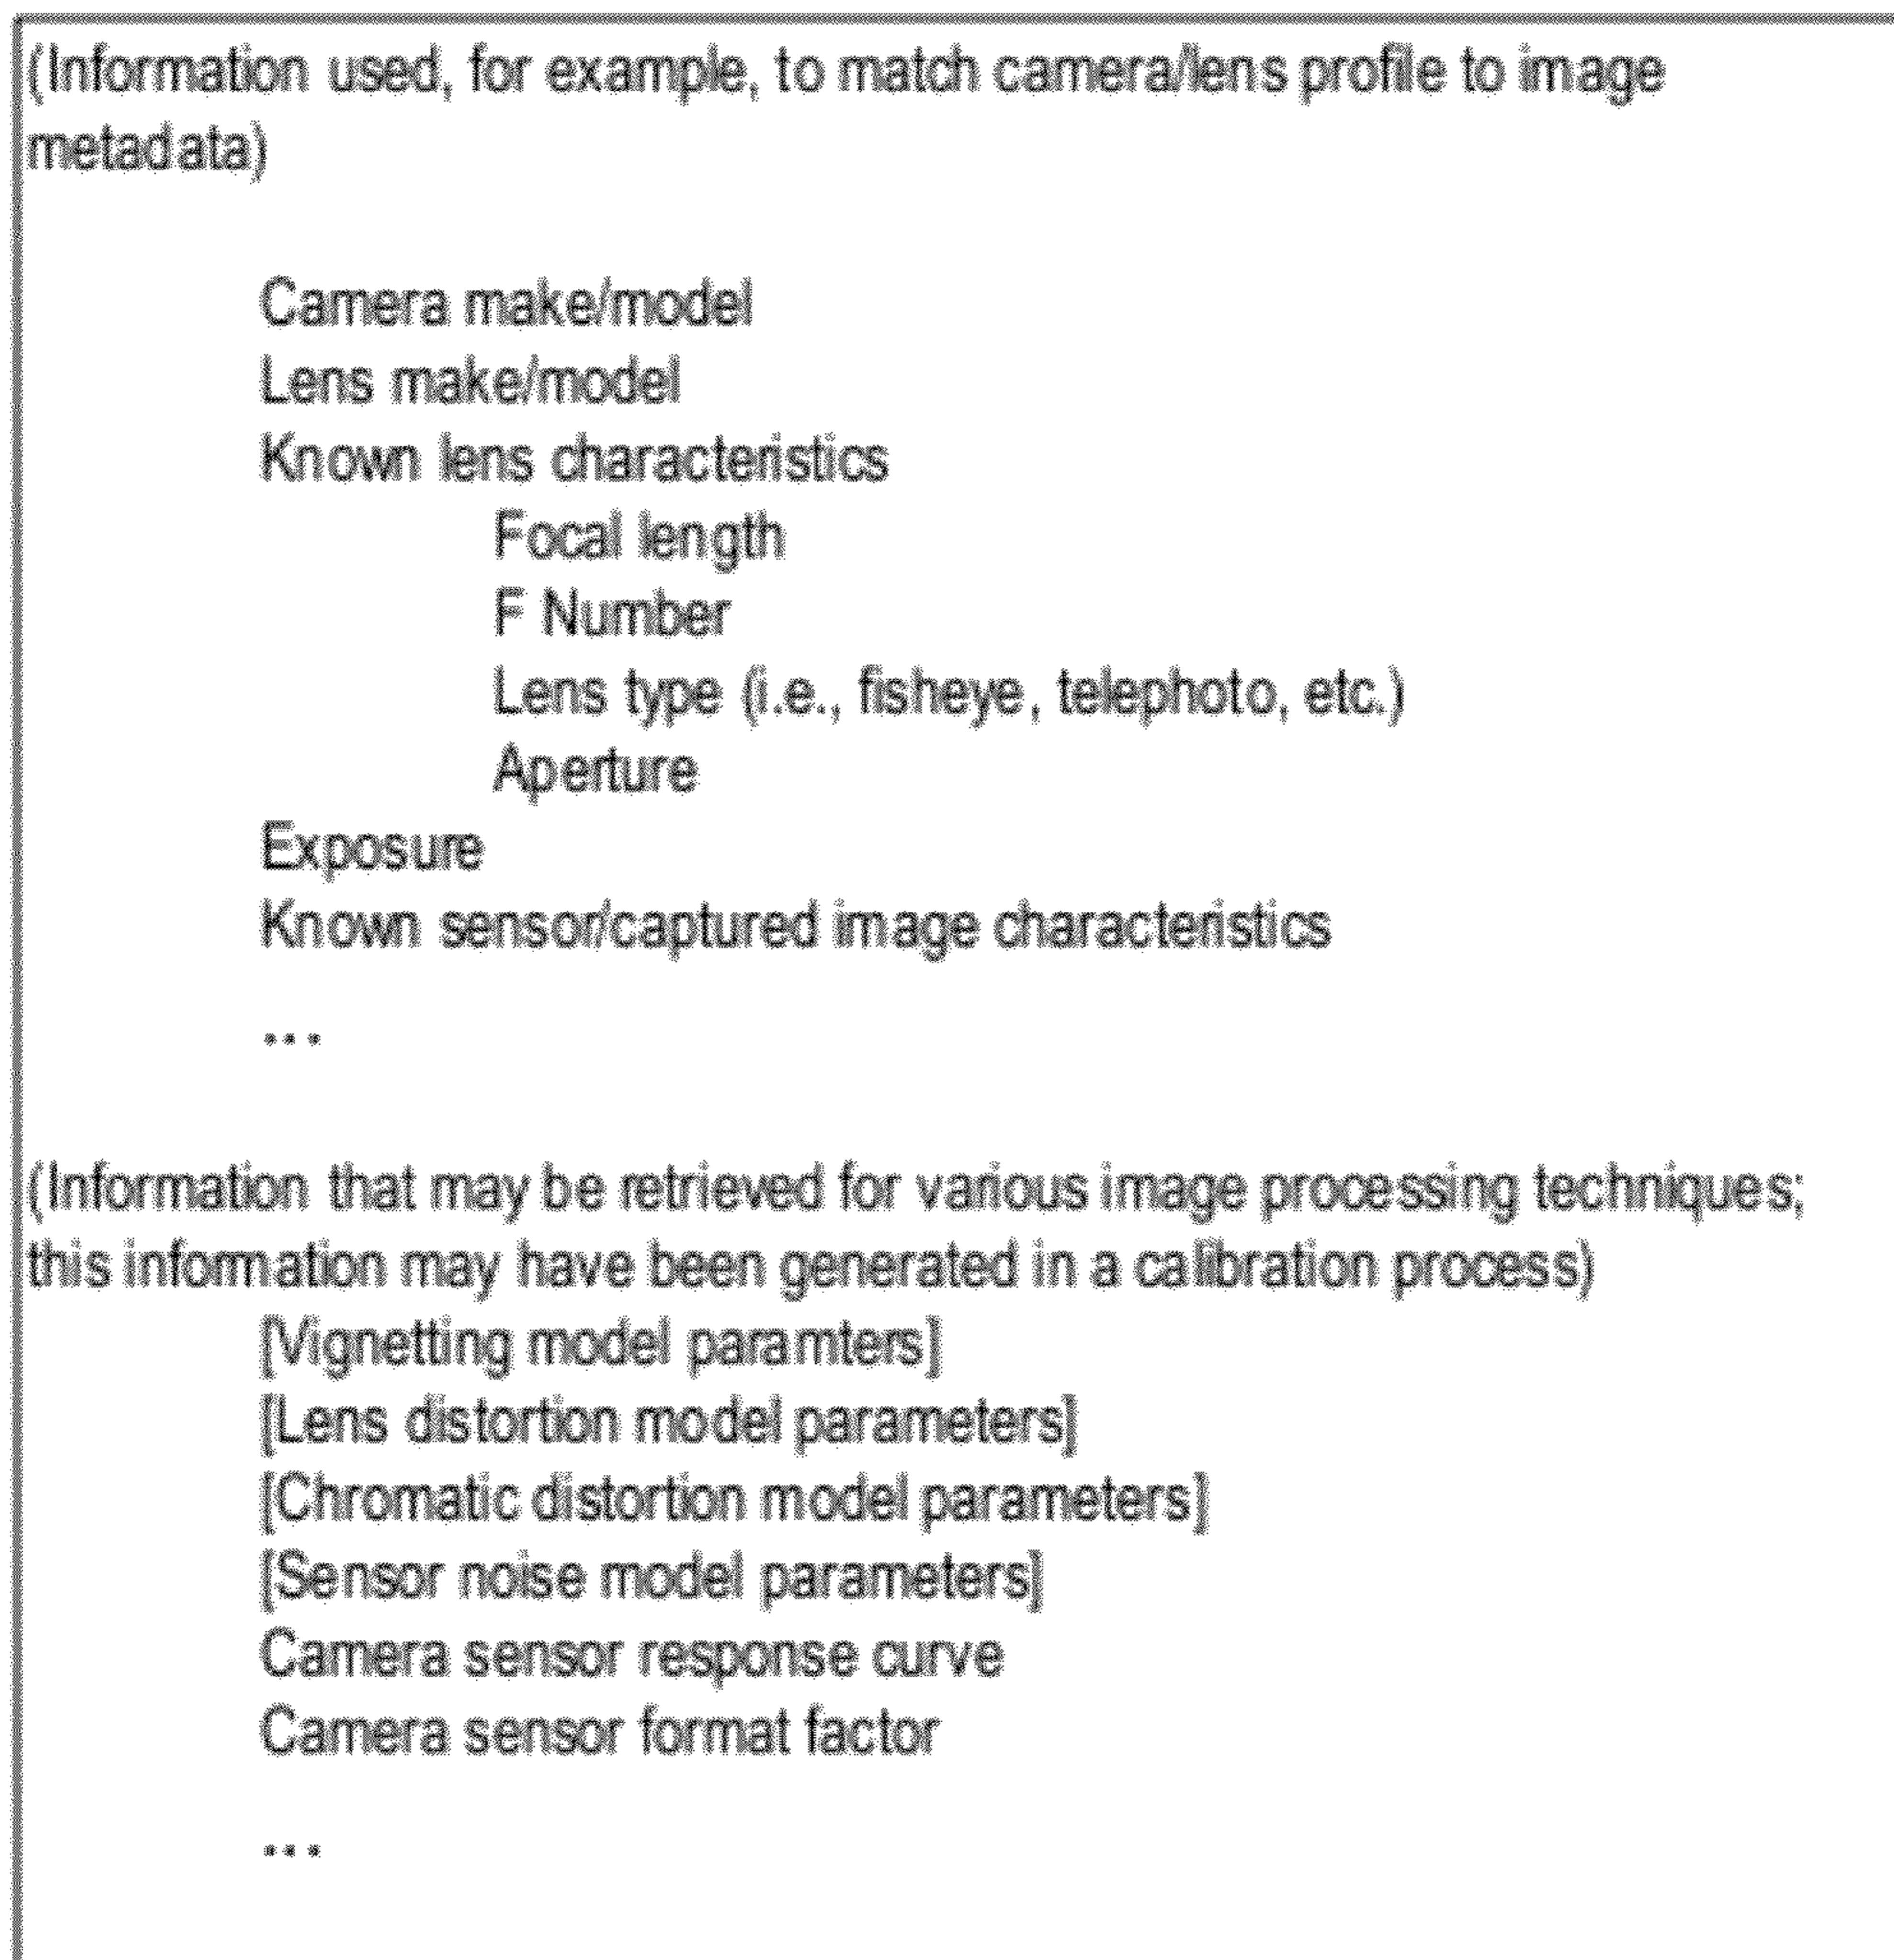 (Information used, for example, to match camera/lens profile to image
metadata)
Camera make/model
Lens make/model
Known lens characteristics
Focal length
F Number
Lens type (i.e., fisheye, telephoto, etc.)
Aperture
Exposure
Known sensor/captured image characteristics
...
(Information that may be retrieved for various image processing techniques;
this information may have been generated in a calibration process)
[Vignetting model paramters]
[Lens distortion model parameters]
[Chromatic distortion model parameters]
[Sensor noise model parameters]
Camera sensor response curve
Camera sensor format factor
...